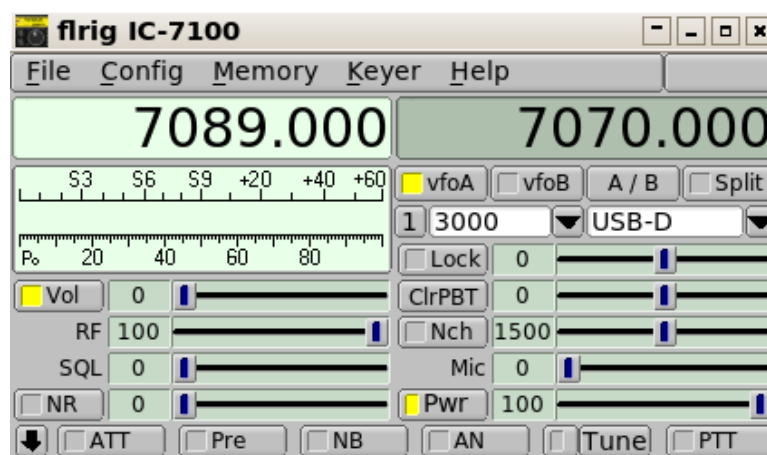 flrig IC-7100
File Config Memory Keyer Help
7089.000 7070.000
S3 S6 S9 +20 +40 +60
vfoA vfoB A / B Split
1 3000 USB-D
Po 20 40 60 80
Lock 0
Vol 0 ClrPBT 0
RF 100 Nch 1500
SQL 0 Mic 0
NR 0 Pwr 100
ATT Pre NB AN Tune PTT